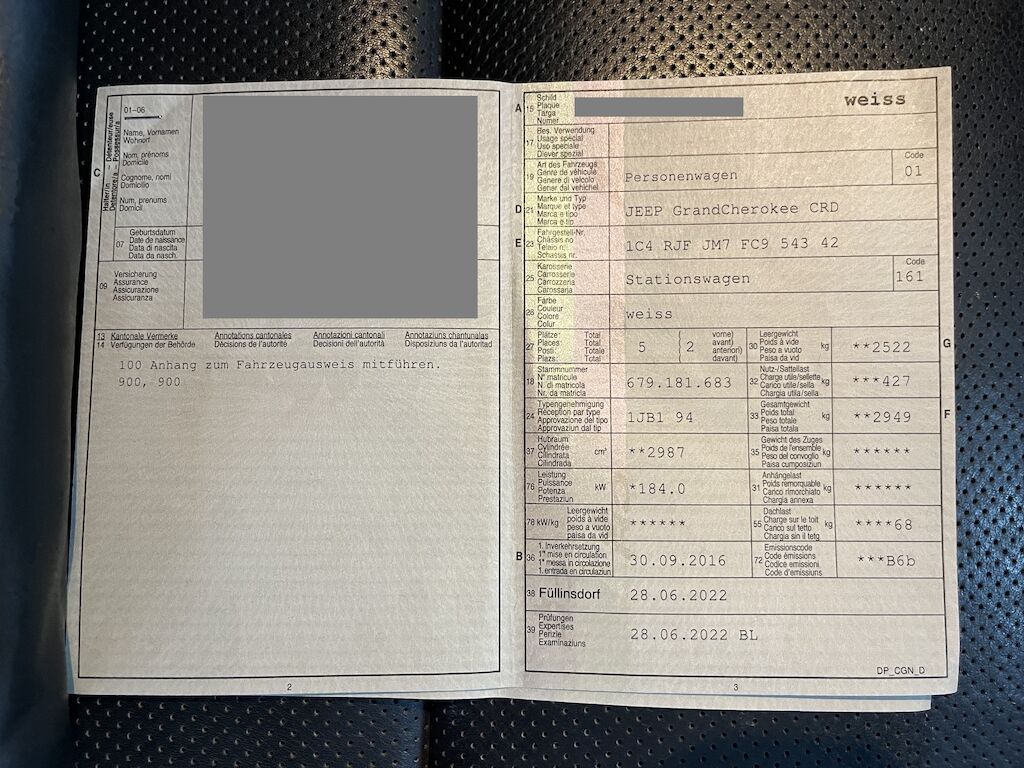 01-06
Halter/in - Détenteur/euse
Detentore/a - Possessur/a
C
Name, Vornamen
Wohnort
Nom, prénoms
Domicile
Cognome, nomi
Domicilio
Num, prenums
Domicil
07
Geburtsdatum
Date de naissance
Data di nascita
Data da nasch.
09
Versicherung
Assurance
Assicurazione
Assicuranza
13 Kantonale Vermerke Annotations cantonales Annotazioni cantonali Annotaziuns chantunalas
14 Verfügungen der Behörde Décisions de l'autorité Decisioni dell'autorità Disposiziuns da l'autoritad
100 Anhang zum Fahrzeugausweis mitführen.
900, 900
2
A 15
Schild
Plaque
Targa
Numer
weiss
17
Bes. Verwendung
Usage spécial
Uso speciale
Diever spezial
19
Art des Fahrzeugs
Genre de véhicule
Genere di veicolo
Gener dal vehichel
Personenwagen
Code
01
D 21
Marke und Typ
Marque et type
Marca e tipo
Marca e tip
JEEP GrandCherokee CRD
E 23
Fahrgestell-Nr.
Châssis no
Telaio n.
Schassis nr.
1C4 RJF JM7 FC9 543 42
25
Karosserie
Carrosserie
Carrozzeria
Carossaria
Stationswagen
Code
161
26
Farbe
Couleur
Colore
Colur
weiss
27
Plätze: Total
Places: Total
Posti: Totale
Plazs: Total
5 (2
vorne)
avant)
anteriori)
davant)
30
Leergewicht
Poids à vide
Peso a vuoto
Paisa da vid
kg
**2522
G
18
Stammnummer
N° matricule
N. di matricola
Nr. da matricla
679.181.683
32
Nutz-/Sattellast
Charge utile/sellette
Carico utile/sella
Chargia utila/sella
kg
***427
24
Typengenehmigung
Réception par type
Approvazione del tipo
Approvaziun dal tip
1JB1 94
33
Gesamtgewicht
Poids total
Peso totale
Paisa totala
kg
**2949
F
37
Hubraum
Cylindrée
Cilindrata
Cilindrada
cm³
**2987
35
Gewicht des Zuges
Poids de l'ensemble
Peso del convoglio
Paisa cumposiziun
kg
******
76
Leistung
Puissance
Potenza
Prestaziun
kW
*184.0
31
Anhängelast
Poids remorquable
Carico rimorchiato
Chargia annexa
kg
******
78 kW/kg
Leergewicht
poids à vide
peso a vuoto
paisa da vid
******
55
Dachlast
Charge sur le toit
Carico sul tetto
Chargia sin il tetg
kg
****68
B 36
1. Inverkehrsetzung
1re mise en circulation
1a messa in circolazione
1. entrada en circulaziun
30.09.2016
72
Emissionscode
Code émissions
Codice emissioni
Code d'emissiuns
***B6b
38 Füllinsdorf 28.06.2022
39
Prüfungen
Expertises
Perizie
Examinaziuns
28.06.2022 BL
DP_CGN_D
3